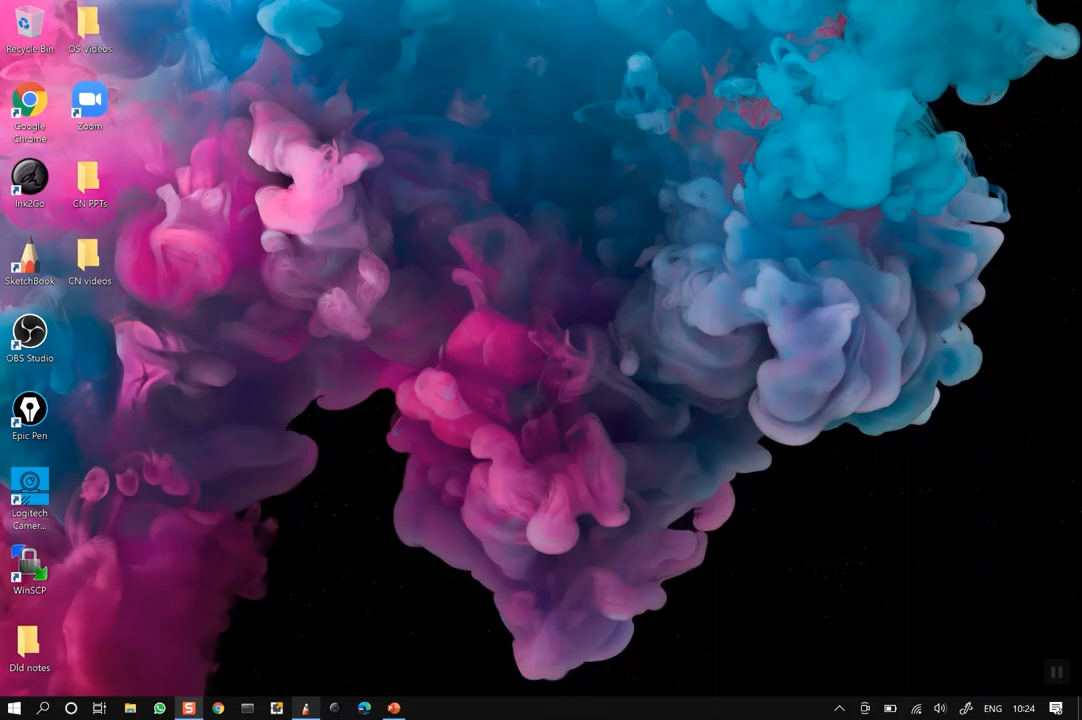 Recycle Bin
OS Videos
Google
Chrome
Zoom
Ink2Go
CN PPTs
SketchBook
CN videos
OBS Studio
Epic Pen
Logitech
Camer...
WinSCP
Dld notes
ENG
10:24